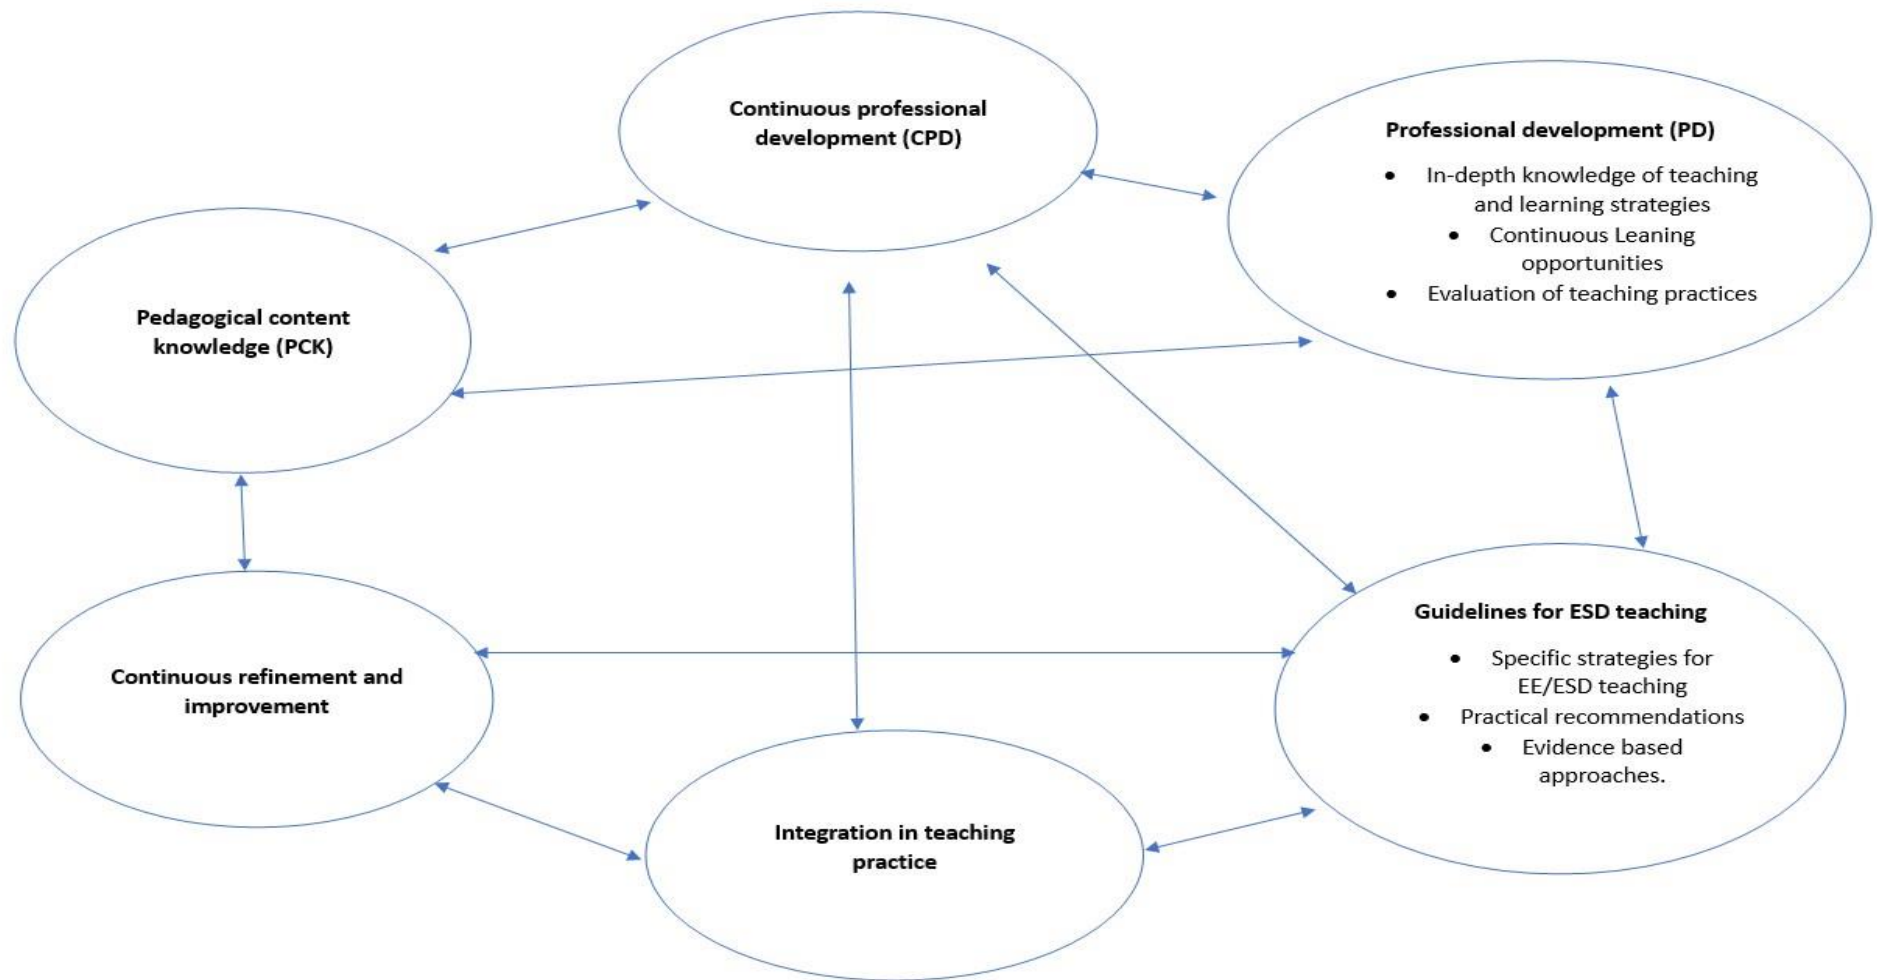 Continuous professional
development (CPD)
Professional development (PD)
• In-depth knowledge of teaching
and learning strategies
• Continuous Leaning
opportunities
• Evaluation of teaching practices
Pedagogical content
knowledge (PCK)
Continuous refinement and
improvement
Guidelines for ESD teaching
• Specific strategies for
EE/ESD teaching
• Practical recommendations
• Evidence based
approaches.
Integration in teaching
practice